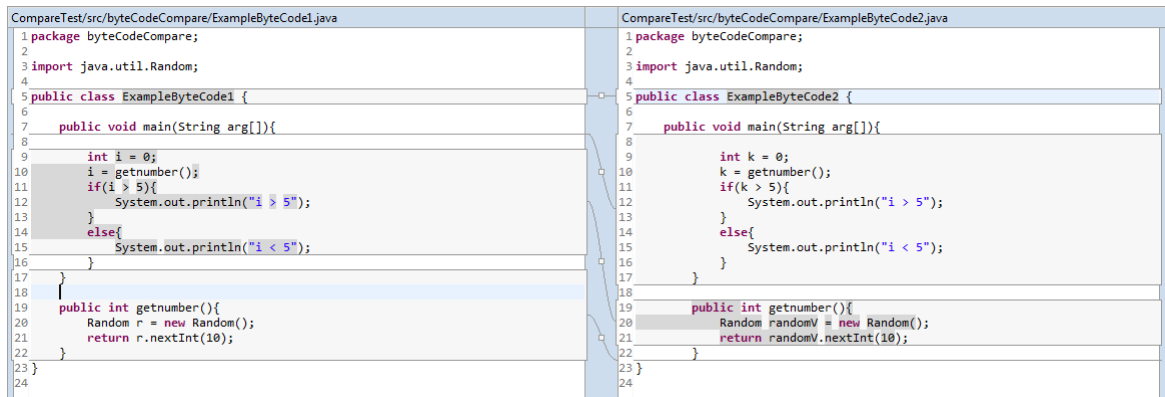 CompareTest/src/byteCodeCompare/ExampleByteCode1.java
1 package byteCodeCompare;
2
3 import java.util.Random;
4
5 public class ExampleByteCode1 {
6
7 public void main(String arg[]){
8
9 int i = 0;
10 i = getnumber();
11 if(i > 5){
12 System.out.println("i > 5");
13 }
14 else{
15 System.out.println("i < 5");
16 }
17 }
18
19 public int getnumber(){
20 Random r = new Random();
21 return r.nextInt(10);
22 }
23 }
24
CompareTest/src/byteCodeCompare/ExampleByteCode2.java
1 package byteCodeCompare;
2
3 import java.util.Random;
4
5 public class ExampleByteCode2 {
6
7 public void main(String arg[]){
8
9 int k = 0;
10 k = getnumber();
11 if(k > 5){
12 System.out.println("i > 5");
13 }
14 else{
15 System.out.println("i < 5");
16 }
17 }
18
19 public int getnumber(){
20 Random randomV = new Random();
21 return randomV.nextInt(10);
22 }
23 }
24